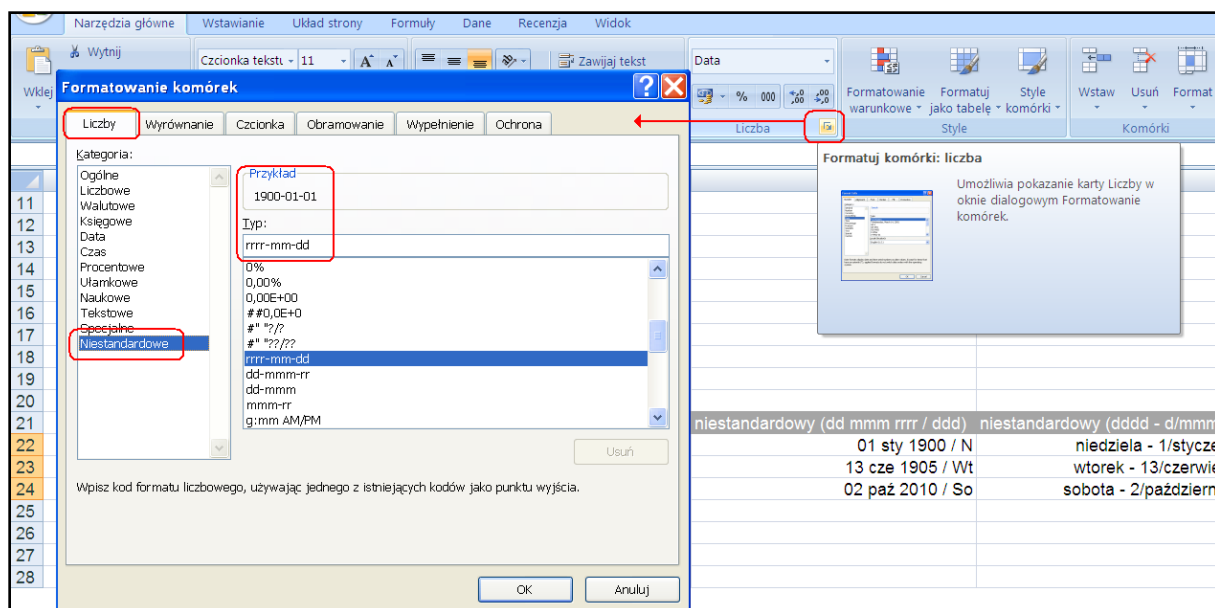 Narzędzia główne Wstawianie Układ strony Formuły Dane Recenzja Widok
Wytnij
Czcionka tekstu 11 A A Zawijaj tekst Data
Wklej
% 000 ,00 ,00
Formatowanie warunkowe Formatuj jako tabelę Style komórki Wstaw Usuń Format
Liczba Style Komórki
Formatowanie komórek
Liczby Wyrównanie Czcionka Obramowanie Wypełnienie Ochrona
Kategoria:
Ogólne
Liczbowe
Walutowe
Księgowe
Data
Czas
Procentowe
Ułamkowe
Naukowe
Tekstowe
Specjalne
Niestandardowe
Przykład
1900-01-01
Typ:
rrrr-mm-dd
0%
0,00%
0,00E+00
##0,0E+0
#" "?/?
#" "??/??
rrrr-mm-dd
dd-mmm-rr
dd-mmm
mmm-rr
g:mm AM/PM
Usuń
Wpisz kod formatu liczbowego, używając jednego z istniejących kodów jako punktu wyjścia.
OK Anuluj
Formatuj komórki: liczba
Umożliwia pokazanie karty Liczby w
oknie dialogowym Formatowanie
komórek.
11
12
13
14
15
16
17
18
19
20
21 niestandardowy (dd mmm rrrr / ddd) niestandardowy (dddd - d/mmm
22 01 sty 1900 / N niedziela - 1/stycze
23 13 cze 1905 / Wt wtorek - 13/czerwie
24 02 paź 2010 / So sobota - 2/październ
25
26
27
28